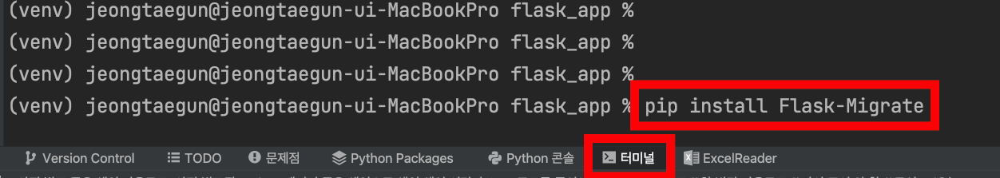 (venv) jeongtaegun@jeongtaegun-ui-MacBookPro flask_app %
(venv) jeongtaegun@jeongtaegun-ui-MacBookPro flask_app %
(venv) jeongtaegun@jeongtaegun-ui-MacBookPro flask_app %
(venv) jeongtaegun@jeongtaegun-ui-MacBookPro flask_app % pip install Flask-Migrate
Version Control TODO 문제점 Python Packages Python 콘솔 터미널 ExcelReader